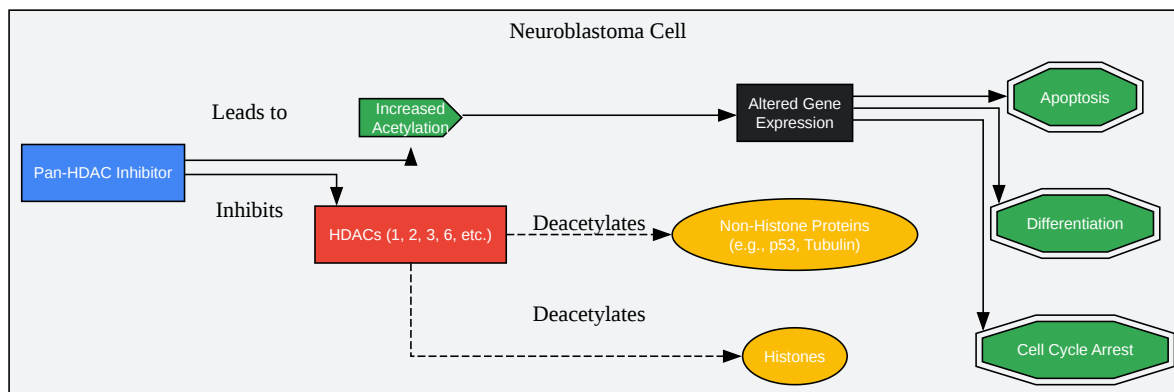 Neuroblastoma Cell
Leads to
Increased
Acetylation
Altered Gene
Expression
Apoptosis
Pan-HDAC Inhibitor
Inhibits
HDACs (1, 2, 3, 6, etc.)
Deacetylates
Non-Histone Proteins
(e.g., p53, Tubulin)
Differentiation
Deacetylates
Histones
Cell Cycle Arrest